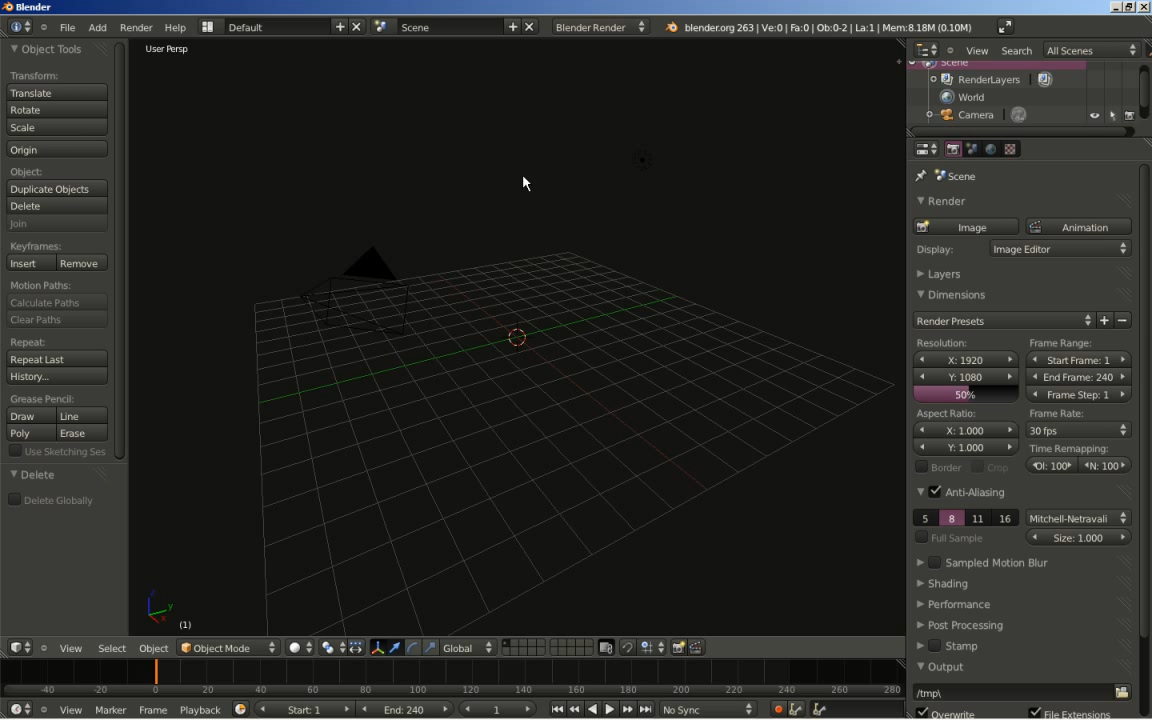 Blender
File Add Render Help Default Scene Blender Render blender.org 263 | Ve:0 | Fa:0 | Ob:0-2 | La:1 | Mem:8.18M (0.10M)
Object Tools
Transform:
Translate
Rotate
Scale
Origin
Object:
Duplicate Objects
Delete
Join
Keyframes:
Insert Remove
Motion Paths:
Calculate Paths
Clear Paths
Repeat:
Repeat Last
History...
Grease Pencil:
Draw Line
Poly Erase
Use Sketching Ses
Delete
Delete Globally
User Persp
z
y
x
(1)
View Select Object Object Mode Global
-40 -20 0 20 40 60 80 100 120 140 160 180 200 220 240 260 280
View Marker Frame Playback Start: 1 End: 240 1 No Sync
View Search All Scenes
Scene
RenderLayers
World
Camera
Scene
Render
Image Animation
Display: Image Editor
Layers
Dimensions
Render Presets
Resolution: Frame Range:
X: 1920 Start Frame: 1
Y: 1080 End Frame: 240
50% Frame Step: 1
Aspect Ratio: Frame Rate:
X: 1.000 30 fps
Y: 1.000 Time Remapping:
Border Crop N: 100
Anti-Aliasing
5 8 11 16 Mitchell-Netravali
Full Sample Size: 1.000
Sampled Motion Blur
Shading
Performance
Post Processing
Stamp
Output
/tmp\
Overwrite File Extensions